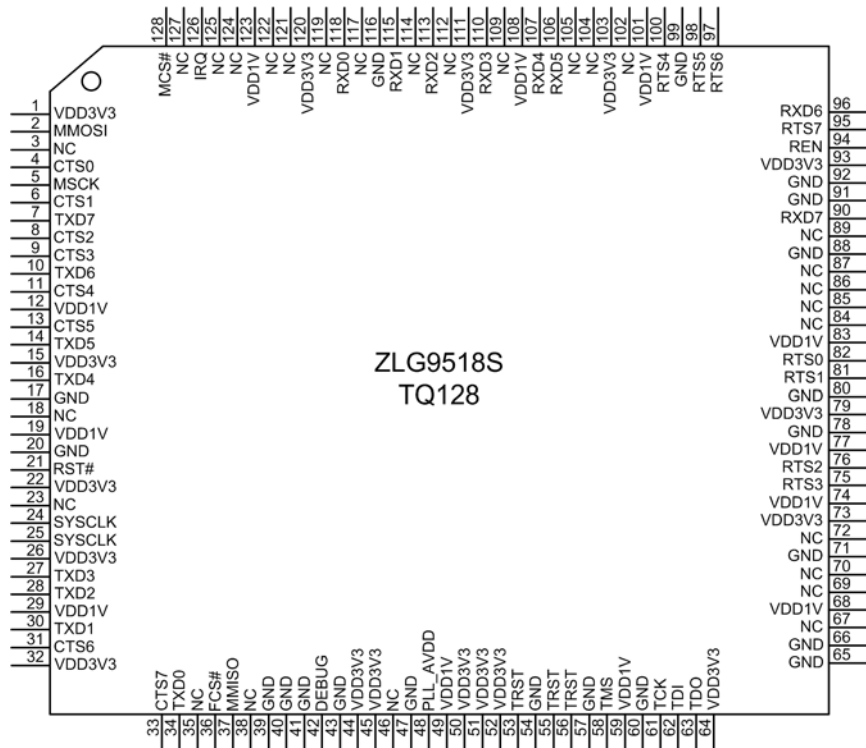 128 MCS#
127 NC
126 IRQ
125 NC
124 NC
123 VDD1V
122 NC
121 NC
120 VDD3V3
119 NC
118 RXD0
117 NC
116 GND
115 RXD1
114 NC
113 RXD2
112 NC
111 VDD3V3
110 RXD3
109 NC
108 VDD1V
107 RXD4
106 RXD5
105 NC
104 NC
103 VDD3V3
102 NC
101 VDD1V
100 RTS4
99 GND
98 RTS5
97 RTS6
1 VDD3V3
2 MMOSI
3 NC
4 CTS0
5 MSCK
6 CTS1
7 TXD7
8 CTS2
9 CTS3
10 TXD6
11 CTS4
12 VDD1V
13 CTS5
14 TXD5
15 VDD3V3
16 TXD4
17 GND
18 NC
19 VDD1V
20 GND
21 RST#
22 VDD3V3
23 NC
24 SYSCLK
25 SYSCLK
26 VDD3V3
27 TXD3
28 TXD2
29 VDD1V
30 TXD1
31 CTS6
32 VDD3V3
ZLG9518S
TQ128
RXD6 96
RTS7 95
REN 94
VDD3V3 93
GND 92
GND 91
RXD7 90
NC 89
GND 88
NC 87
NC 86
NC 85
NC 84
VDD1V 83
RTS0 82
RTS1 81
GND 80
VDD3V3 79
GND 78
VDD1V 77
RTS2 76
RTS3 75
VDD1V 74
VDD3V3 73
NC 72
GND 71
NC 70
NC 69
VDD1V 68
NC 67
GND 66
GND 65
33 CTS7
34 TXD0
35 NC
36 FCS#
37 MMISO
38 NC
39 GND
40 GND
41 GND
42 DEBUG
43 GND
44 VDD3V3
45 VDD3V3
46 NC
47 GND
48 PLL_AVDD
49 VDD1V
50 VDD3V3
51 VDD3V3
52 VDD3V3
53 TRST
54 GND
55 TRST
56 TRST
57 GND
58 TMS
59 VDD1V
60 GND
61 TCK
62 TDI
63 TDO
64 VDD3V3